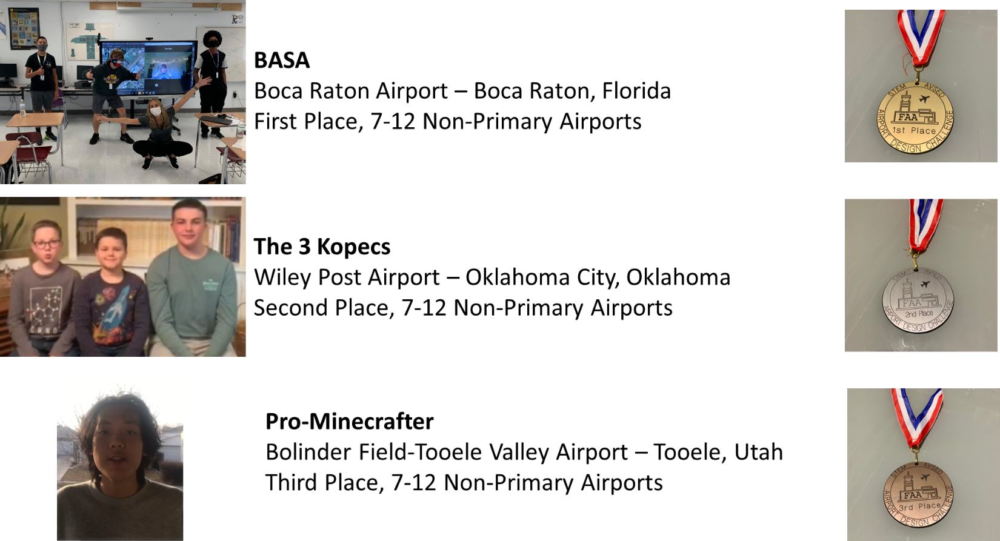 BASA
Boca Raton Airport – Boca Raton, Florida
First Place, 7-12 Non-Primary Airports
STEM AVSED
FAA
1st Place
AIRPORT DESIGN CHALLENGE
The 3 Kopecs
Wiley Post Airport – Oklahoma City, Oklahoma
Second Place, 7-12 Non-Primary Airports
STEM AVSED
FAA
2nd Place
AIRPORT DESIGN CHALLENGE
Pro-Minecrafter
Bolinder Field-Tooele Valley Airport – Tooele, Utah
Third Place, 7-12 Non-Primary Airports
STEM AVSED
FAA
3rd Place
AIRPORT DESIGN CHALLENGE